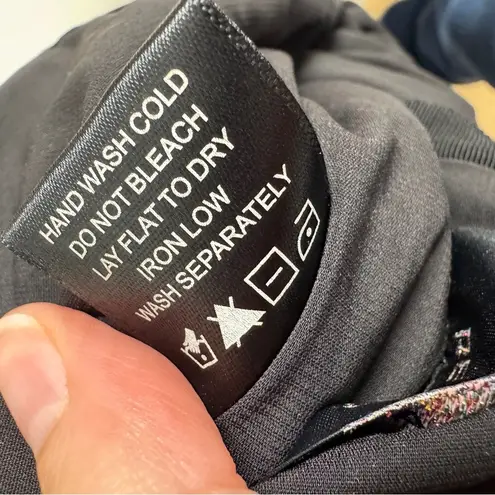 HAND WASH COLD
DO NOT BLEACH
LAY FLAT TO DRY
IRON LOW
WASH SEPARATELY